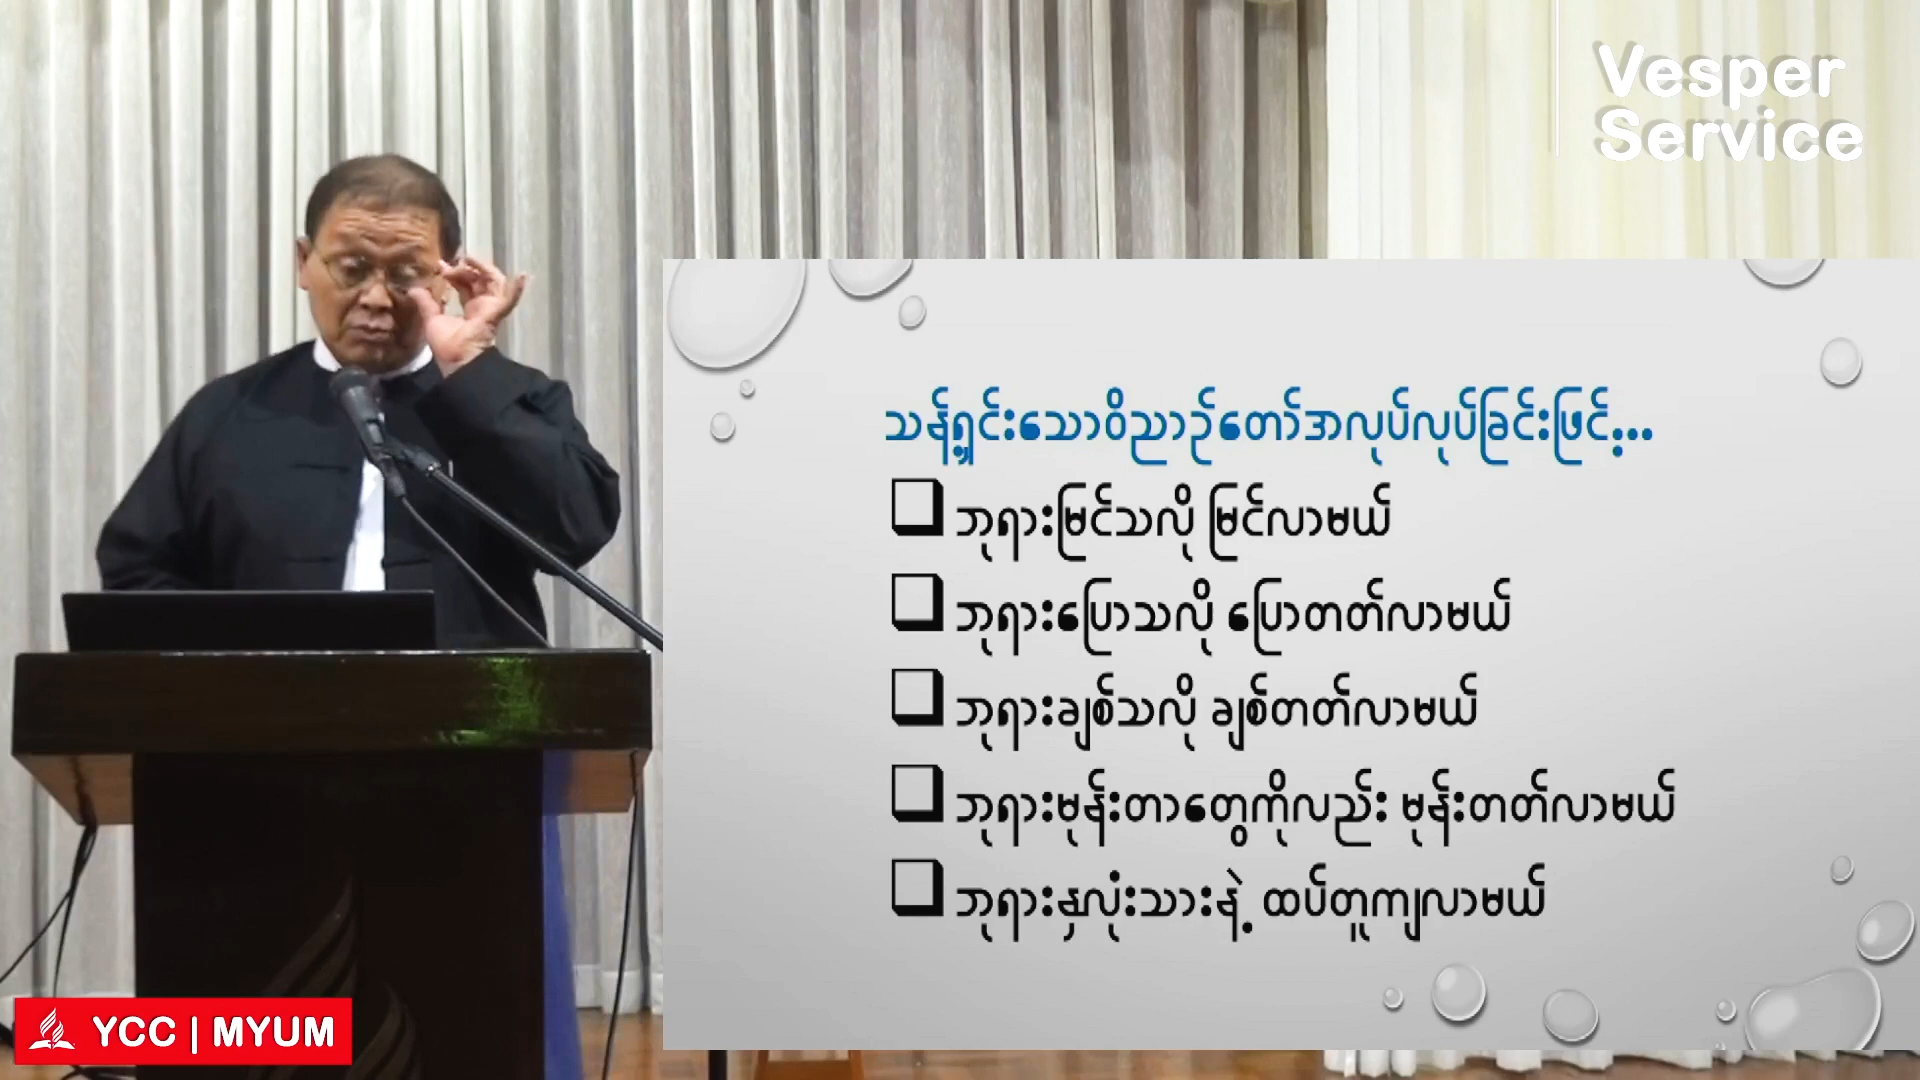 Vesper
Service
သန့်ရှင်းသောဝိညာဉ်တော်အလုပ်လုပ်ခြင်းဖြင့်...
ဘုရားမြင်သလို မြင်လာမယ်
ဘုရားပြောသလို ပြောတတ်လာမယ်
ဘုရားချစ်သလို ချစ်တတ်လာမယ်
ဘုရားမုန်းတာတွေကိုလည်း မုန်းတတ်လာမယ်
ဘုရားနှလုံးသားနဲ့ ထပ်တူကျလာမယ်
YCC | MYUM